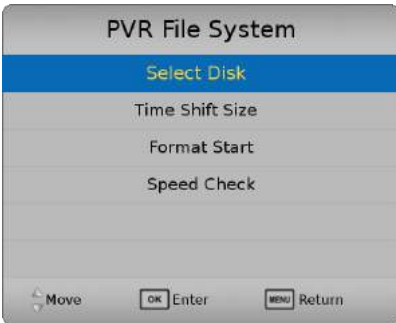 PVR File System
Select Disk
Time Shift Size
Format Start
Speed Check
Move OK Enter MENU Return